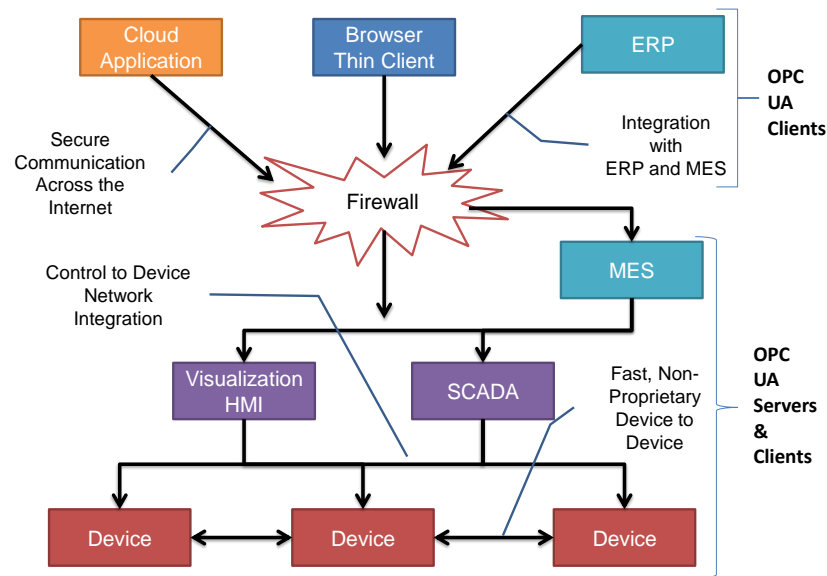 Cloud
Application
Browser
Thin Client
ERP
OPC
UA
Clients
Secure
Communication
Across the
Internet
Integration
with
ERP and MES
Firewall
MES
Control to Device
Network
Integration
Visualization
HMI
SCADA
Fast, Non-
Proprietary
Device to
Device
OPC
UA
Servers
&
Clients
Device
Device
Device